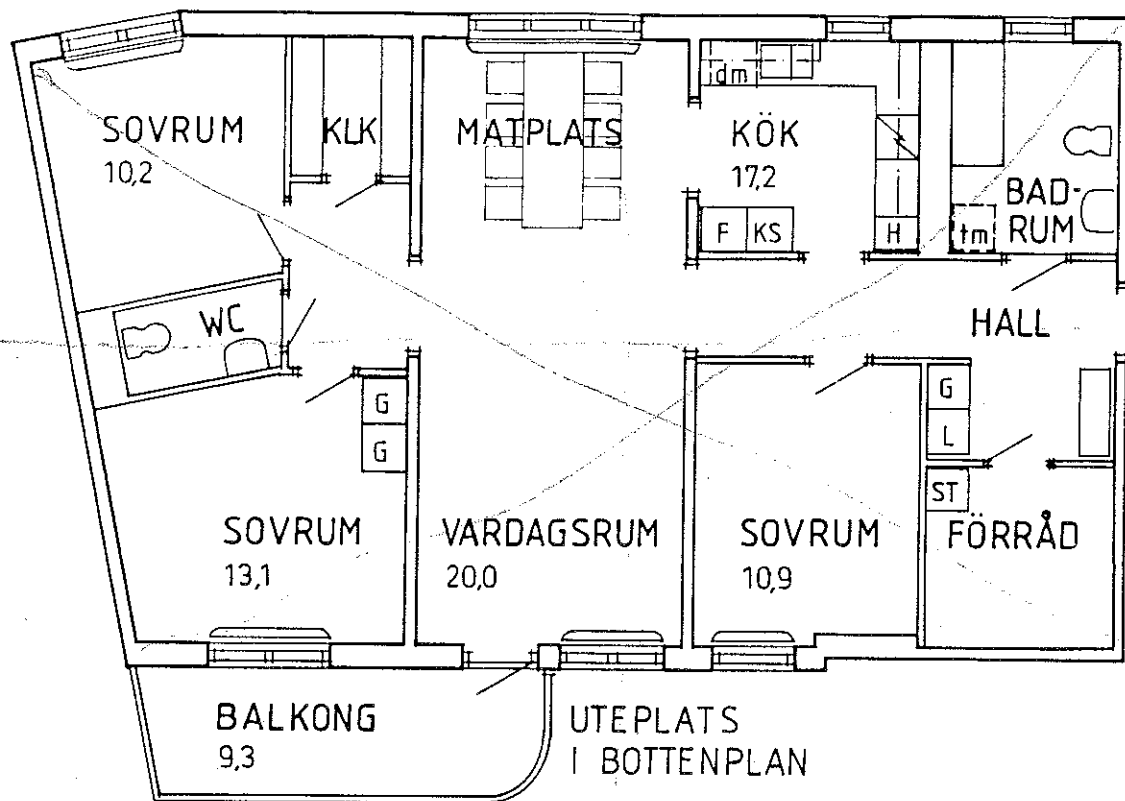 SOVRUM
10,2
KLK
MATPLATS
dm
KÖK
17,2
F
KS
H
BAD-
RUM
tm
WC
HALL
G
G
G
L
ST
SOVRUM
13,1
VARDAGSRUM
20,0
SOVRUM
10,9
FÖRRÅD
BALKONG
9,3
UTEPLATS
I BOTTENPLAN